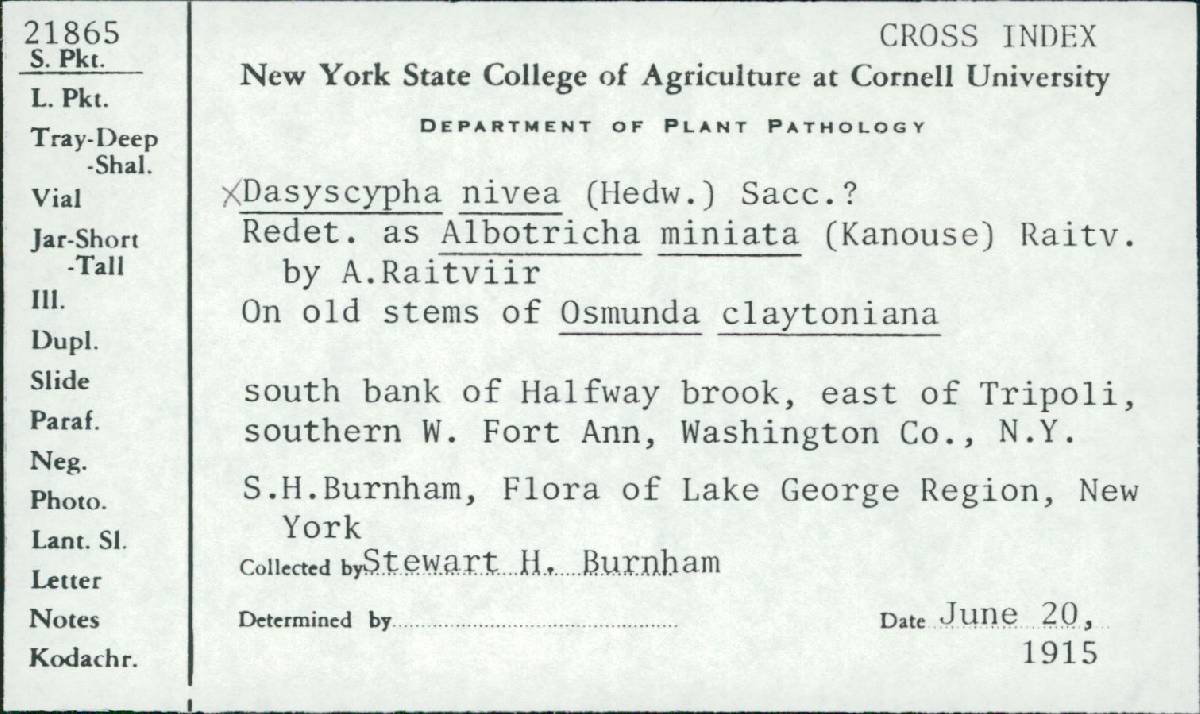 21865
S. Pkt.
L. Pkt.
Tray-Deep
-Shal.
Vial
Jar-Short
-Tall
Ill.
Dupl.
Slide
Paraf.
Neg.
Photo.
Lant. Sl.
Letter
Notes
Kodachr.
CROSS INDEX
New York State College of Agriculture at Cornell University
DEPARTMENT OF PLANT PATHOLOGY
XDasyscypha nivea (Hedw.) Sacc.?
Redet. as Albotricha miniata (Kanouse) Raitv.
by A.Raitviir
On old stems of Osmunda claytoniana
south bank of Halfway brook, east of Tripoli,
southern W. Fort Ann, Washington Co., N.Y.
S.H.Burnham, Flora of Lake George Region, New
York
Collected by Stewart H. Burnham
Determined by
Date June 20,
1915